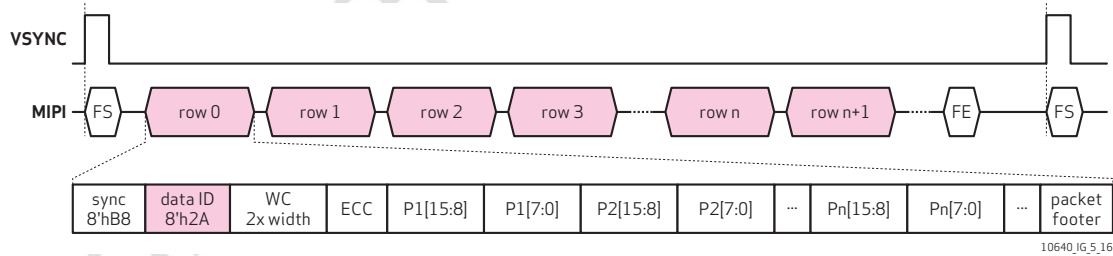 VSYNC
MIPI FS row 0 row 1 row 2 row 3 row n row n+1 FE FS
sync data ID WC ECC P1[15:8] P1[7:0] P2[15:8] P2[7:0] ... Pn[15:8] Pn[7:0] ... packet
8'hB8 8'h2A 2x width footer
10640_IG_5_16